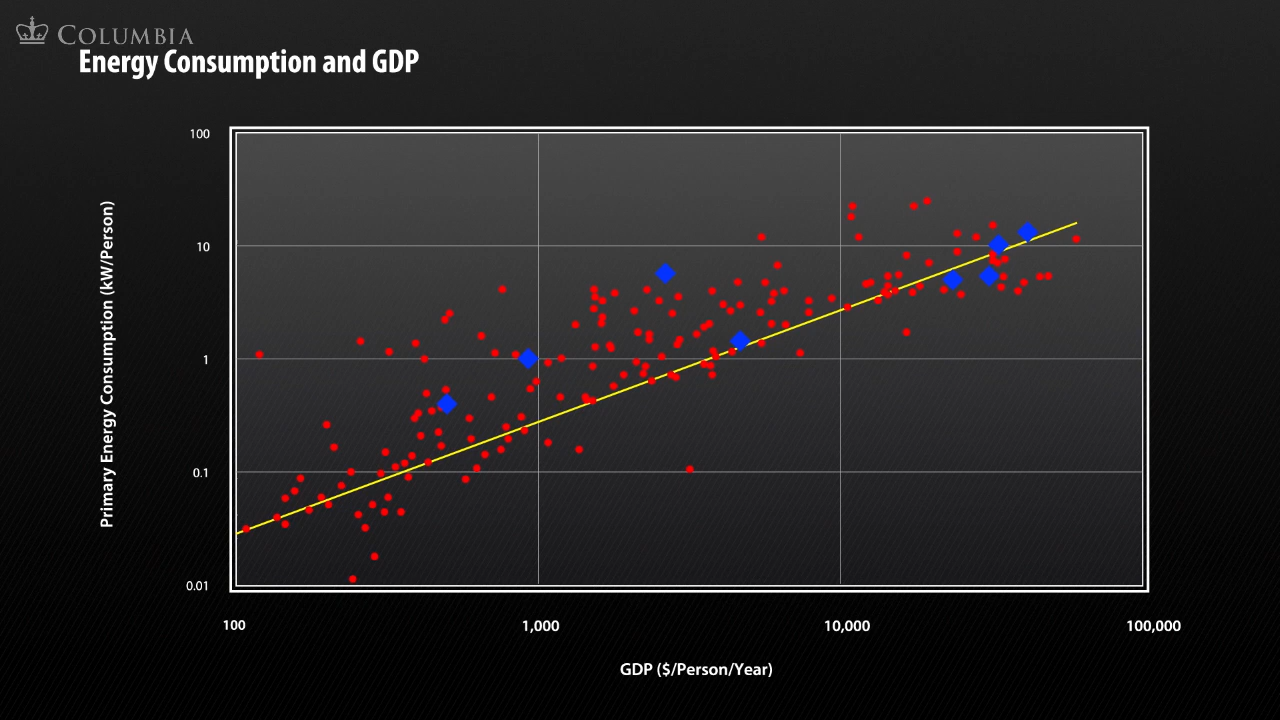 COLUMBIA
Energy Consumption and GDP
100
10
1
0.1
0.01
Primary Energy Consumption (kW/Person)
100
1,000
10,000
100,000
GDP ($/Person/Year)